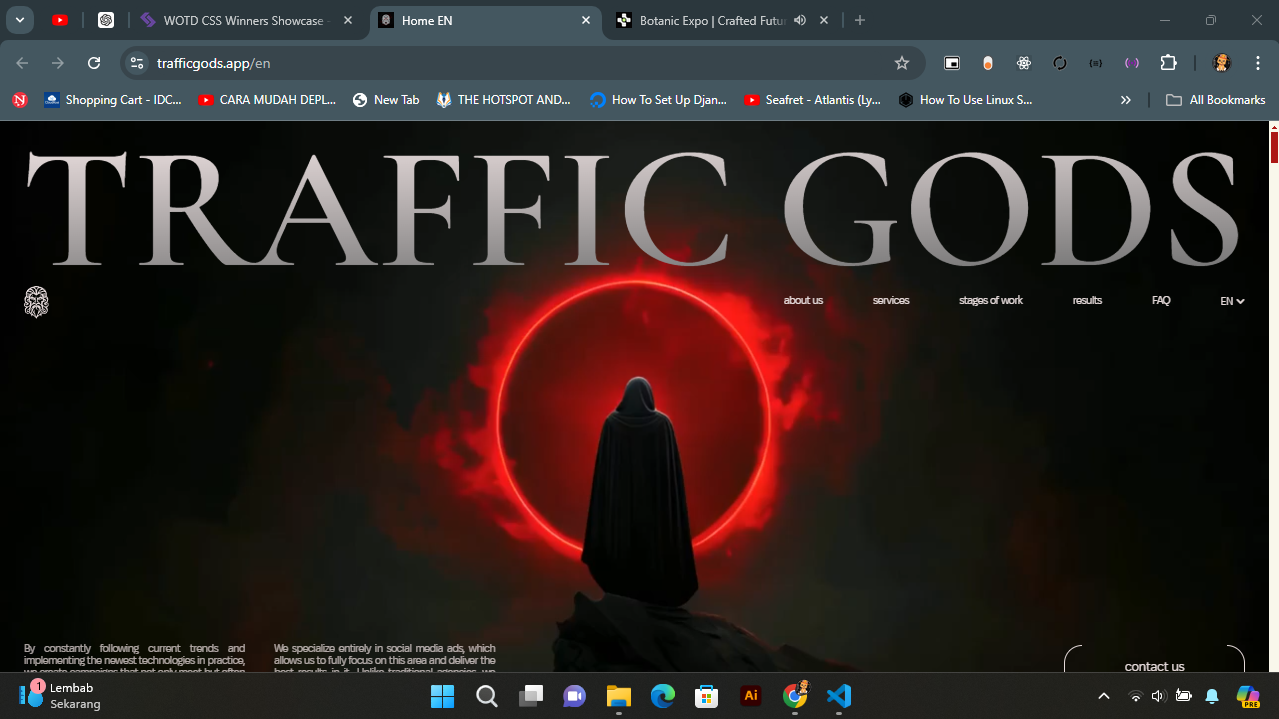 WOTD CSS Winners Showcase -
Home EN
Botanic Expo | Crafted Futur
trafficgods.app/en
Shopping Cart - IDC...
CARA MUDAH DEPL...
New Tab
THE HOTSPOT AND...
How To Set Up Djan...
Seafret - Atlantis (Ly...
How To Use Linux S...
All Bookmarks
TRAFFIC GODS
about us
services
stages of work
results
FAQ
EN
By constantly following current trends and
implementing the newest technologies in practice,
we create campaigns that not only meet but often
We specialize entirely in social media ads, which
allows us to fully focus on this area and deliver the
best results in it. Unlike traditional agencies, we
contact us
1
Lembab
Sekarang
Ai
PRE